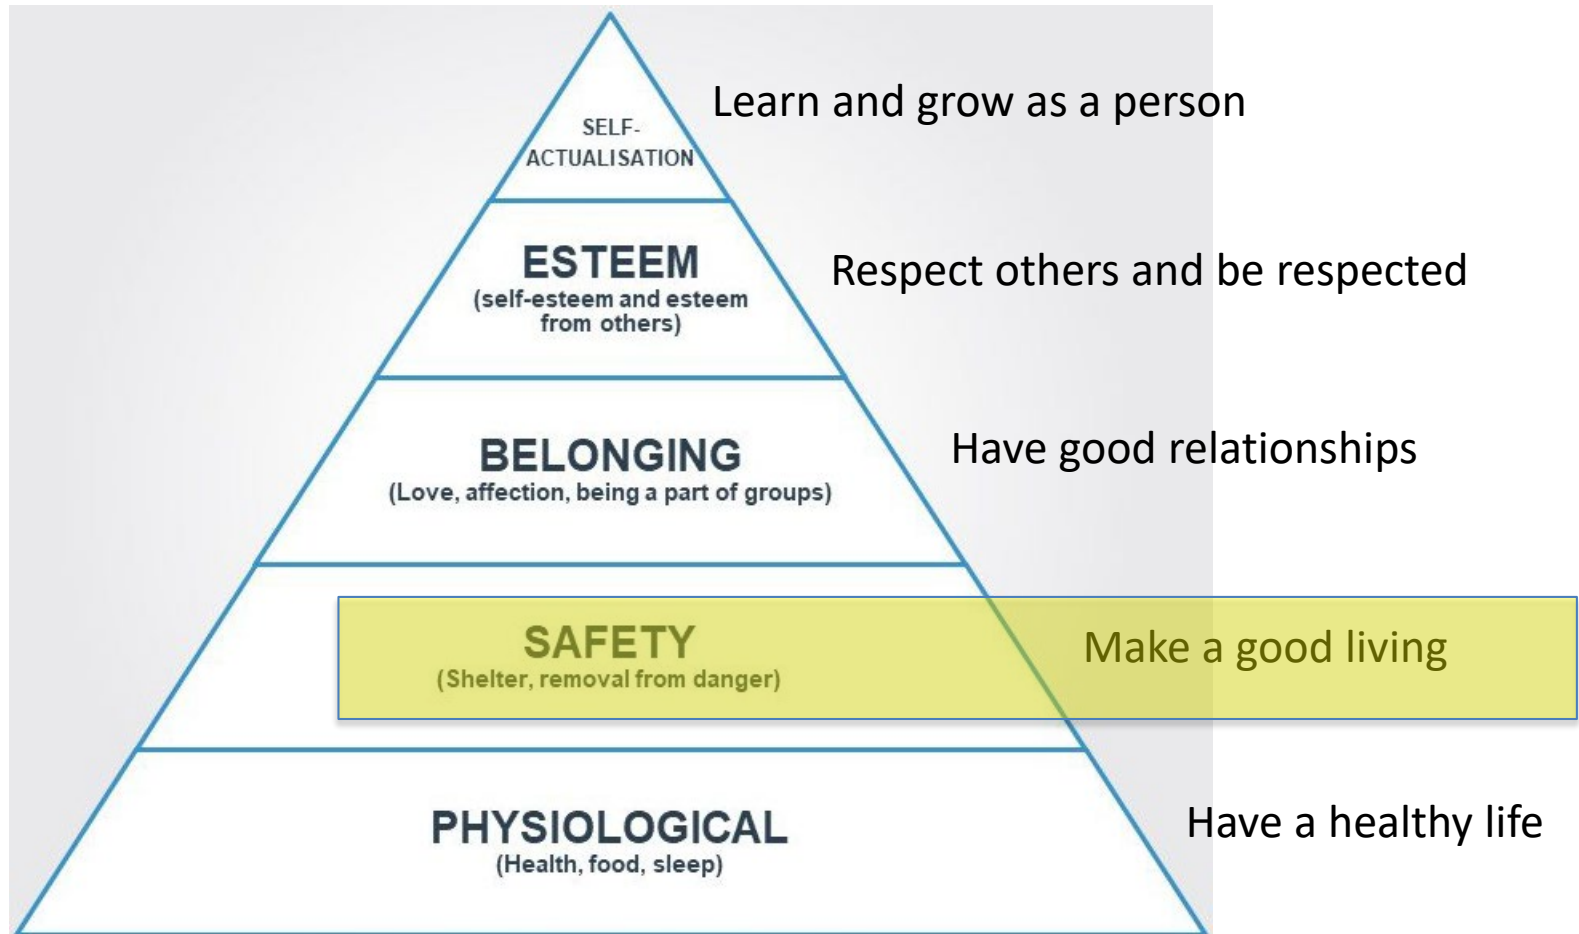 Learn and grow as a person
SELF-
ACTUALISATION
ESTEEM
(self-esteem and esteem
from others)
Respect others and be respected
BELONGING
(Love, affection, being a part of groups)
Have good relationships
SAFETY
(Shelter, removal from danger)
Make a good living
PHYSIOLOGICAL
(Health, food, sleep)
Have a healthy life